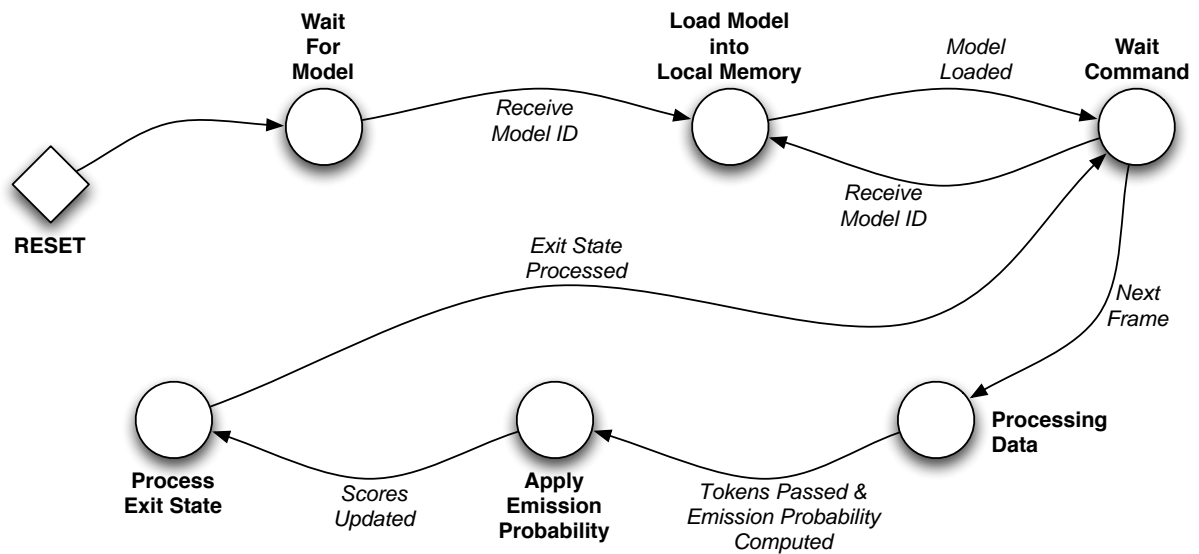 Wait
For
Model
Load Model
into
Local Memory
Wait
Command
Receive
Model ID
Model
Loaded
Receive
Model ID
RESET
Exit State
Processed
Next
Frame
Processing
Data
Process
Exit State
Scores
Updated
Apply
Emission
Probability
Tokens Passed &
Emission Probability
Computed